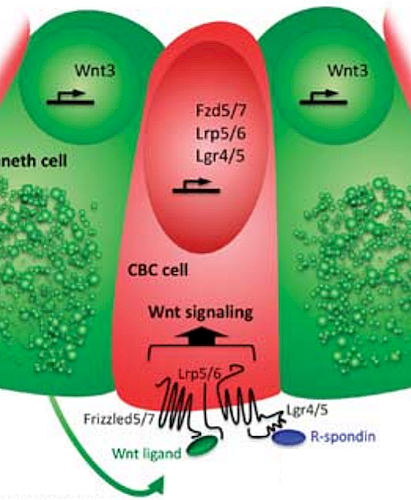 Wnt3
Wnt3
Fzd5/7
Lrp5/6
Lgr4/5
neth cell
CBC cell
Wnt signaling
Lrp5/6
Frizzled5/7
Lgr4/5
R-spondin
Wnt ligand